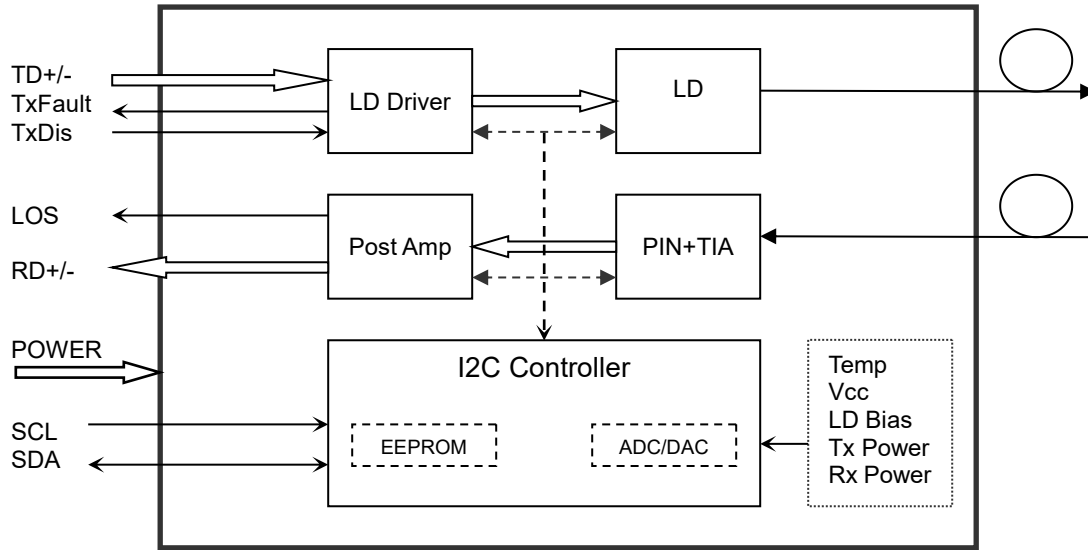 TD+/-
TxFault
TxDis
LD Driver
LD
LOS
RD+/-
Post Amp
PIN+TIA
POWER
I2C Controller
SCL
SDA
EEPROM
ADC/DAC
Temp
Vcc
LD Bias
Tx Power
Rx Power